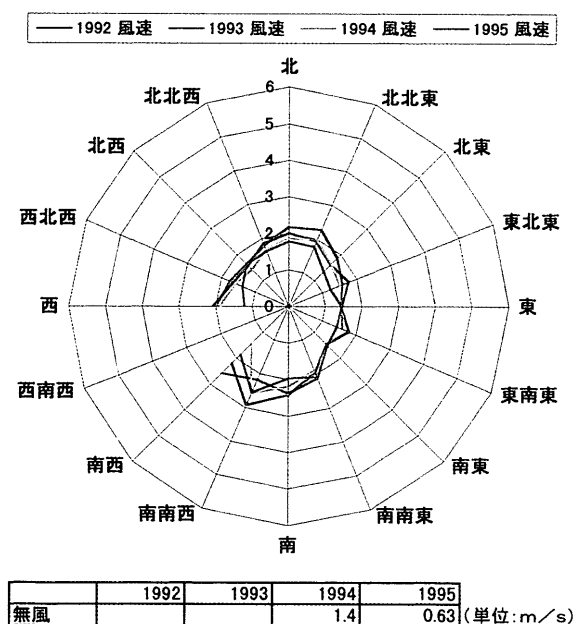 1992 風速 1993 風速 1994 風速 1995 風速
北
北北西 北北東
北西 北東
西北西 東北東
西 東
西南西 東南東
南西 南東
南南西 南南東
南
6
5
4
3
2
1
0
1992 1993 1994 1995
無風 1.4 0.63 (単位:m/s)